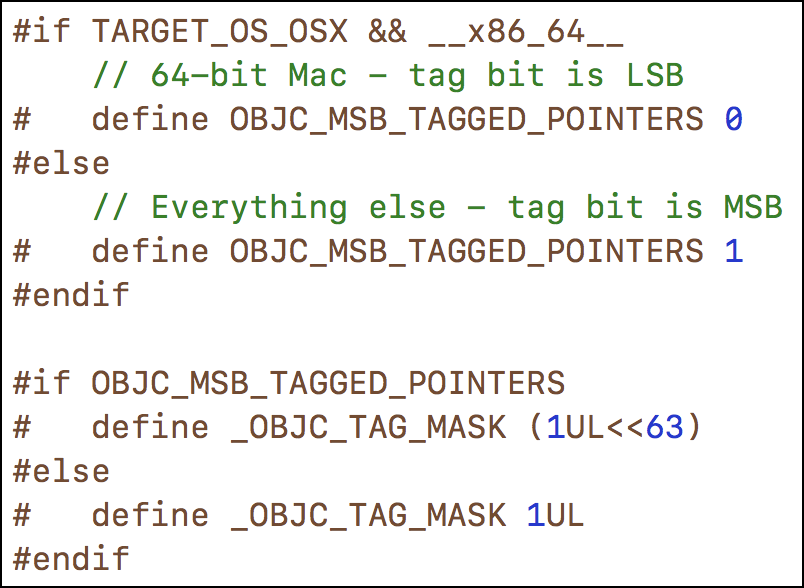 #if TARGET_OS_OSX && __x86_64__
    // 64-bit Mac - tag bit is LSB
#   define OBJC_MSB_TAGGED_POINTERS 0
#else
    // Everything else - tag bit is MSB
#   define OBJC_MSB_TAGGED_POINTERS 1
#endif

#if OBJC_MSB_TAGGED_POINTERS
#   define _OBJC_TAG_MASK (1UL<<63)
#else
#   define _OBJC_TAG_MASK 1UL
#endif